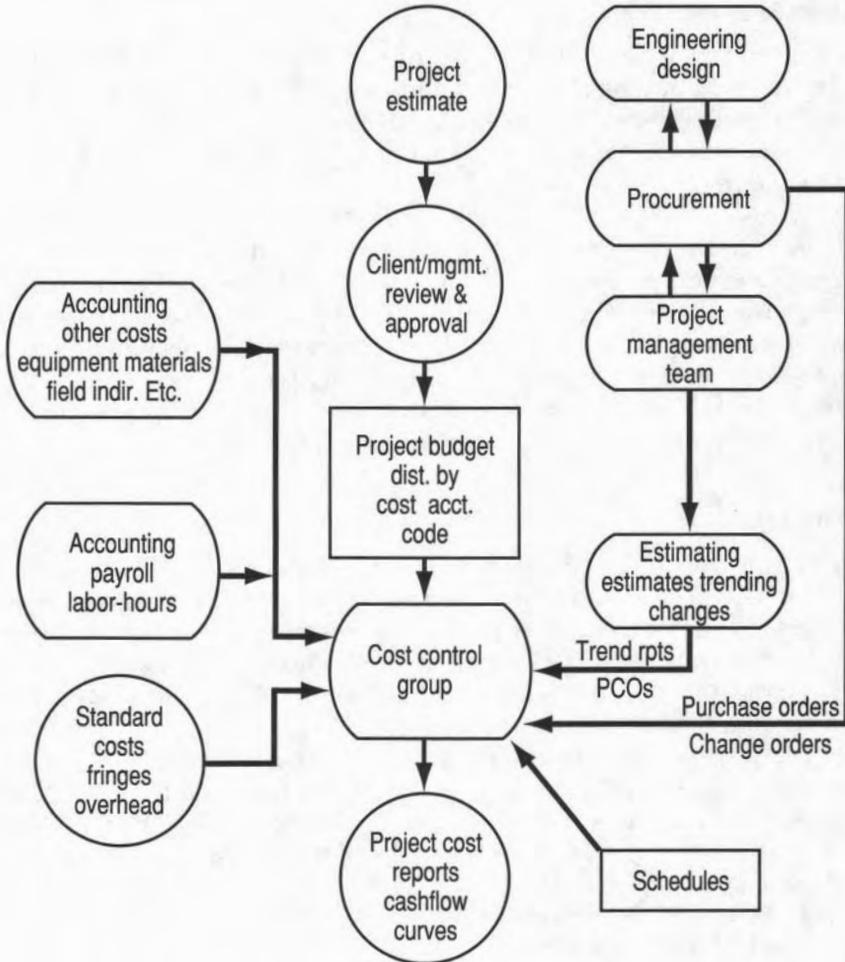 Project
estimate
Client/mgmt.
review &
approval
Project budget
dist. by
cost acct.
code
Cost control
group
Project cost
reports
cashflow
curves
Accounting
other costs
equipment materials
field indir. Etc.
Accounting
payroll
labor-hours
Standard
costs
fringes
overhead
Engineering
design
Procurement
Project
management
team
Estimating
estimates trending
changes
Trend rpts
PCOs
Purchase orders
Change orders
Schedules